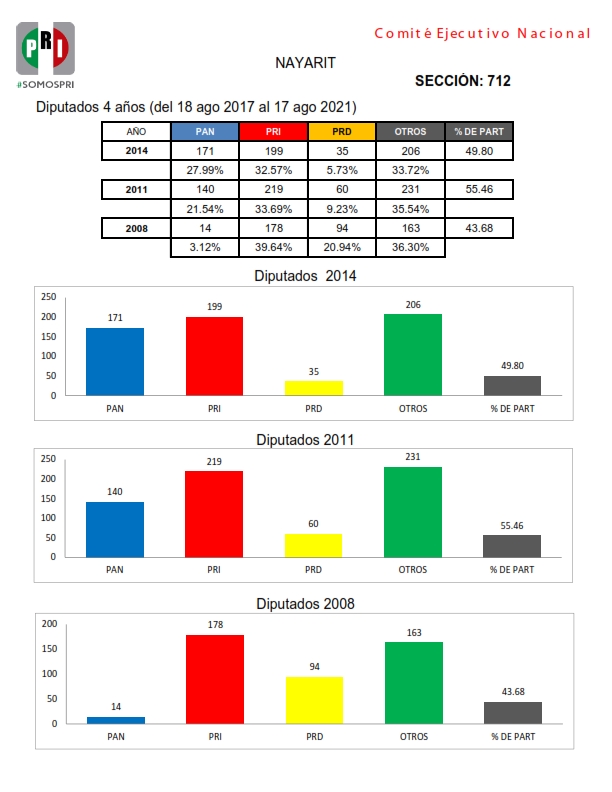 PRI
#SOMOSPRI
Comité Ejecutivo Nacional
NAYARIT
SECCIÓN: 712
Diputados 4 años (del 18 ago 2017 al 17 ago 2021)
AÑO PAN PRI PRD OTROS % DE PART
2014 171 199 35 206 49.80
27.99% 32.57% 5.73% 33.72%
2011 140 219 60 231 55.46
21.54% 33.69% 9.23% 35.54%
2008 14 178 94 163 43.68
3.12% 39.64% 20.94% 36.30%
Diputados 2014
250
200
150
100
50
0
171 199 35 206 49.80
PAN PRI PRD OTROS % DE PART
Diputados 2011
250
200
150
100
50
0
140 219 60 231 55.46
PAN PRI PRD OTROS % DE PART
Diputados 2008
200
150
100
50
0
14 178 94 163 43.68
PAN PRI PRD OTROS % DE PART